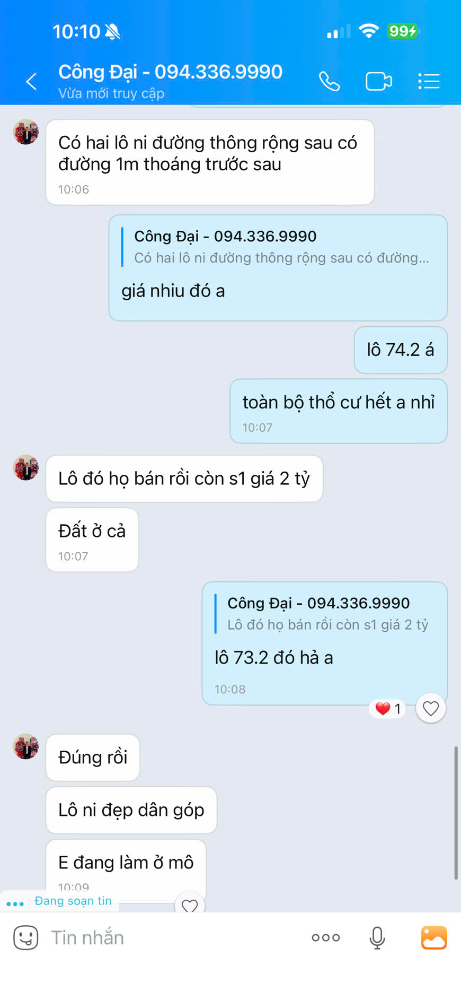 10:10
99
Công Đại - 094.336.9990
Vừa mới truy cập
Có hai lô ni đường thông rộng sau có
đường 1m thoáng trước sau
10:06
Công Đại - 094.336.9990
Có hai lô ni đường thông rộng sau có đường...
giá nhiu đó a
lô 74.2 á
toàn bộ thổ cư hết a nhỉ
10:07
Lô đó họ bán rồi còn s1 giá 2 tỷ
Đất ở cả
10:07
Công Đại - 094.336.9990
Lô đó họ bán rồi còn s1 giá 2 tỷ
lô 73.2 đó hả a
10:08
1
Đúng rồi
Lô ni đẹp dân góp
E đang làm ở mô
10:09
Đang soạn tin
Tin nhắn